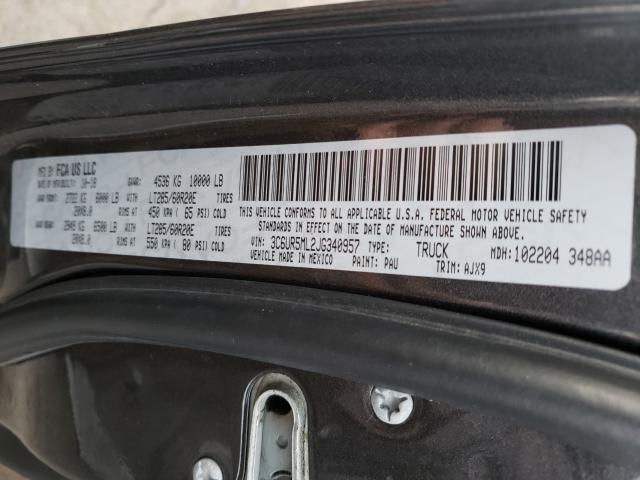 MFD BY: FCA US LLC
DATE OF MFR/BUILT: 10-18 GVWR: 4536 KG 10000 LB
GAWR FRONT: 2722 KG 6000 LB WITH LT285/60R20E TIRES
20X8.0 RIMS AT 450 KPA ( 65 PSI) COLD
GAWR REAR: 2949 KG 6500 LB WITH LT285/60R20E TIRES
20X8.0 RIMS AT 550 KPA ( 80 PSI) COLD
THIS VEHICLE CONFORMS TO ALL APPLICABLE U.S.A. FEDERAL MOTOR VEHICLE SAFETY
STANDARDS IN EFFECT ON THE DATE OF MANUFACTURE SHOWN ABOVE.
VIN: 3C6UR5ML2JG340957 TYPE: TRUCK MDH: 102204 348AA
VEHICLE MADE IN MEXICO PAINT: PAU TRIM: AJX9